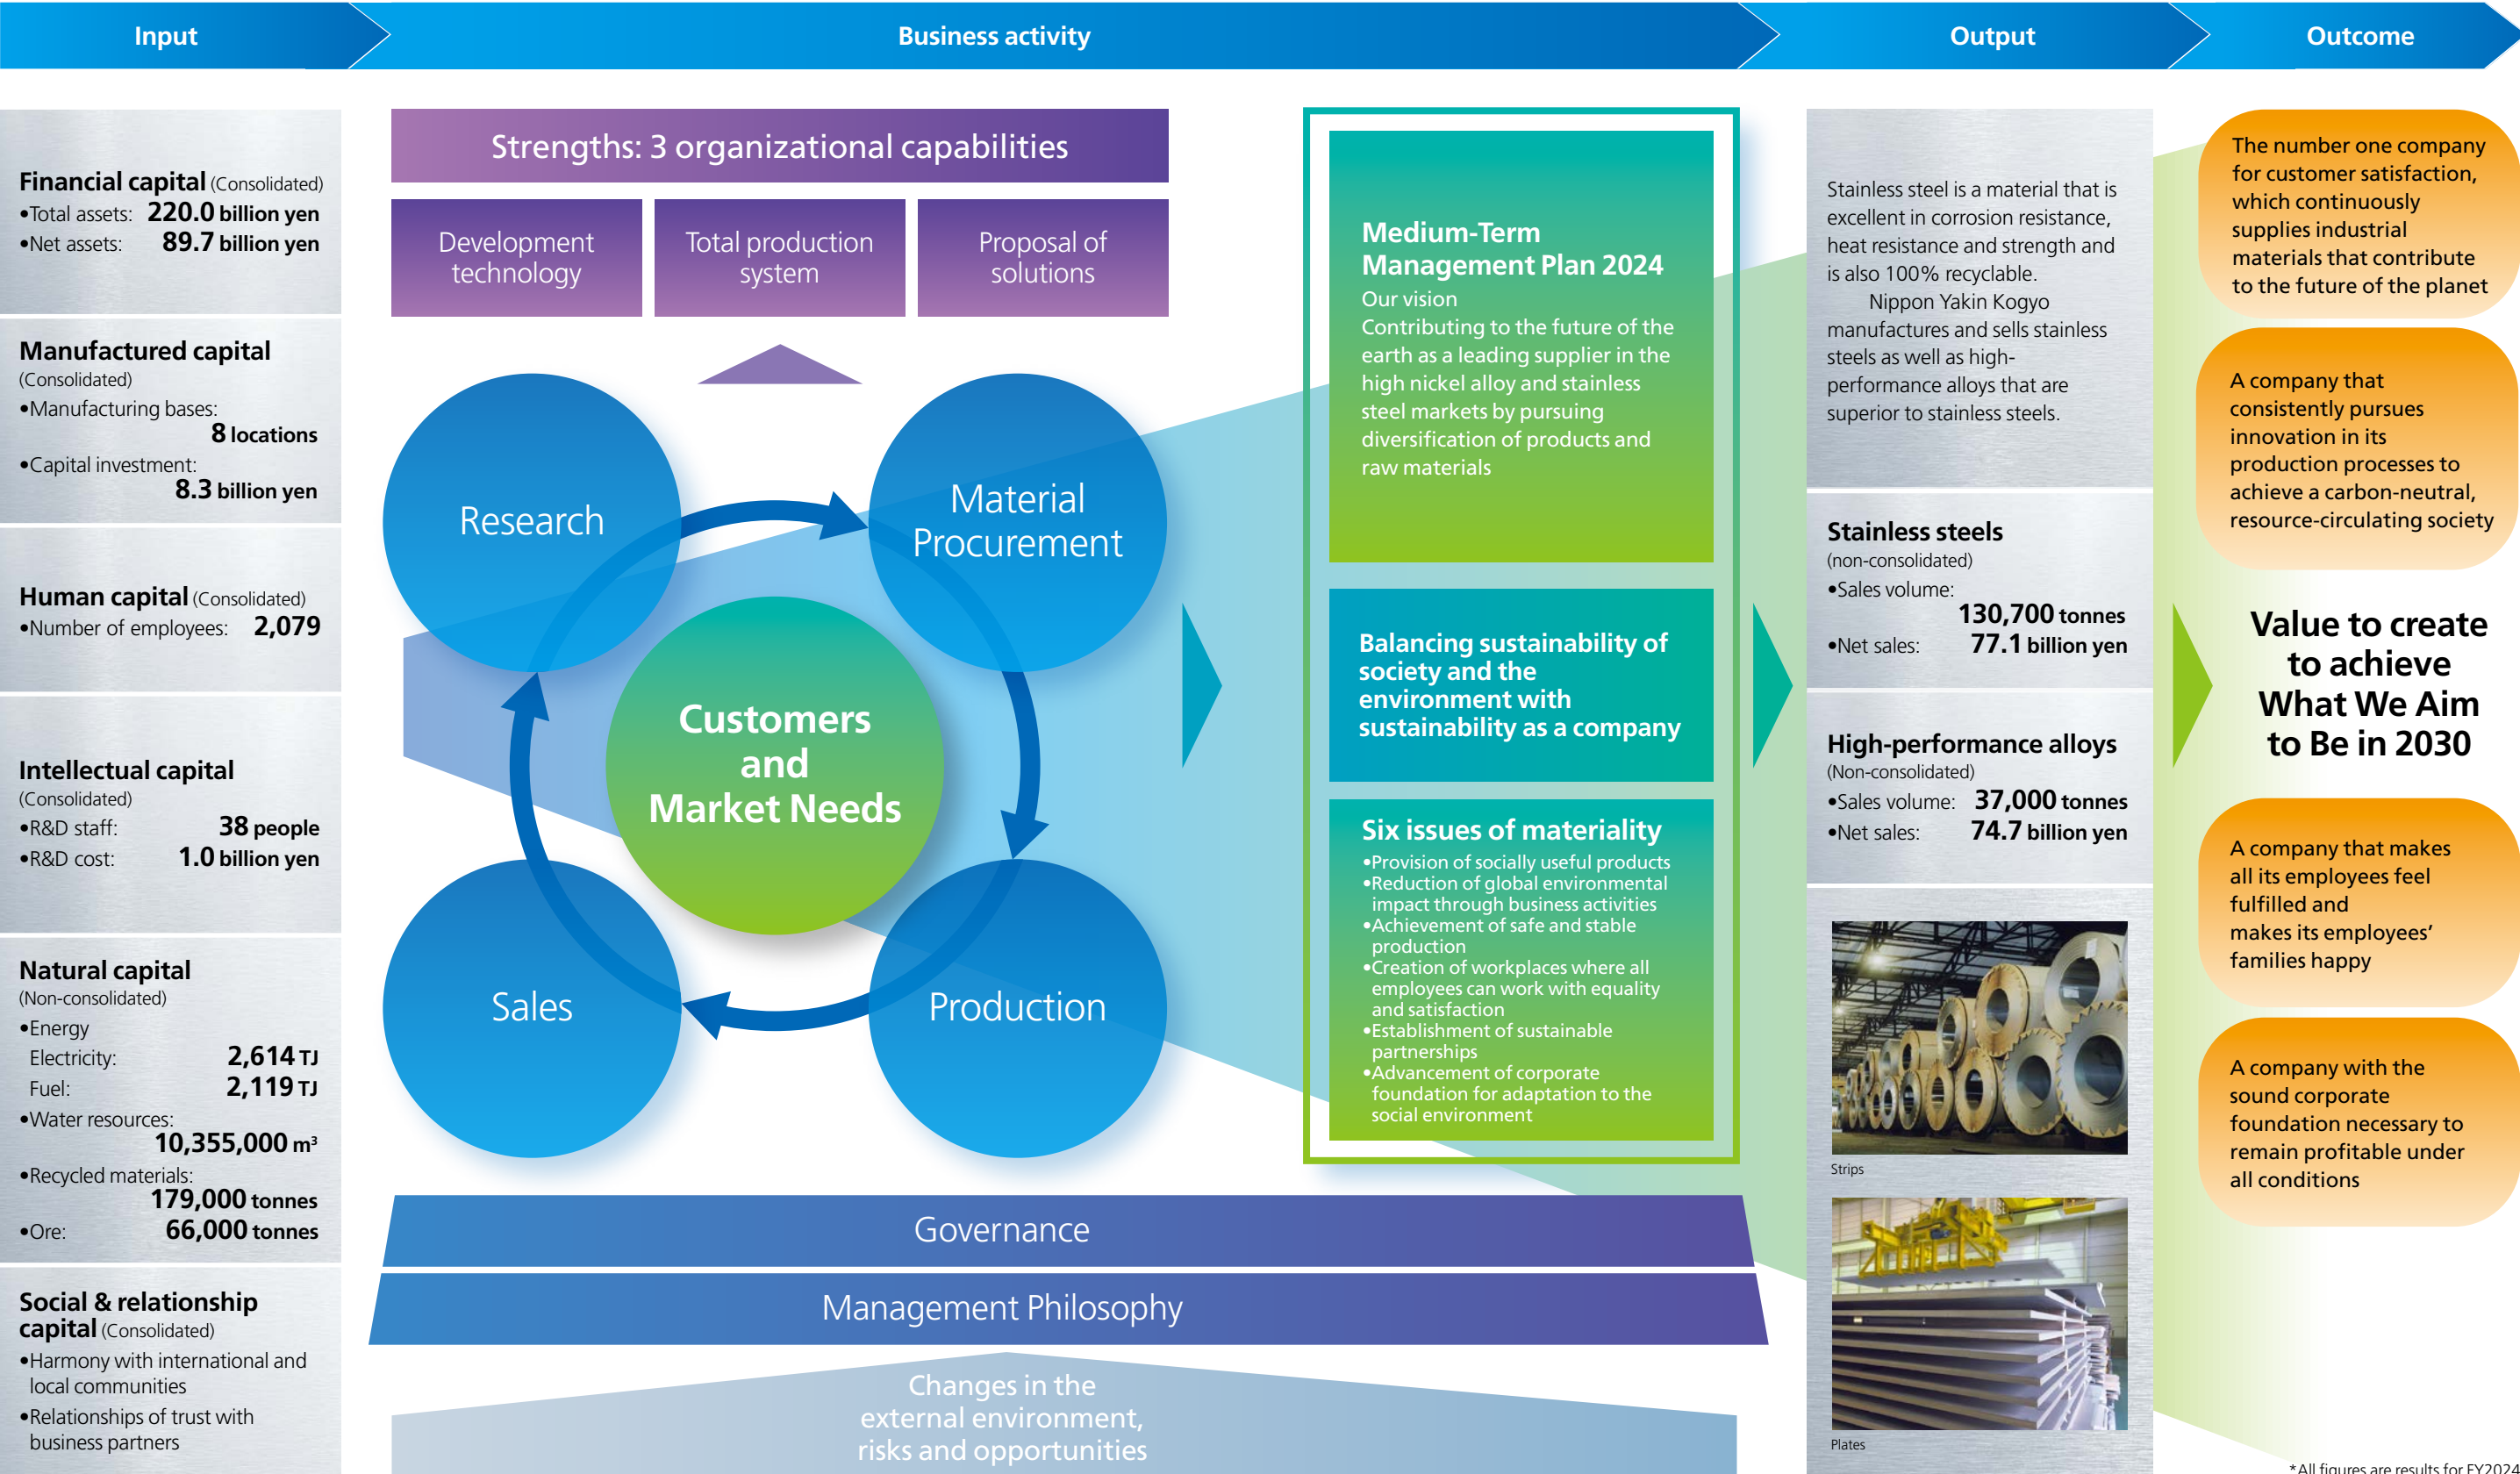 Input
Business activity
Output
Outcome
Financial capital (Consolidated)
•Total assets: 220.0 billion yen
•Net assets: 89.7 billion yen
Manufactured capital
(Consolidated)
•Manufacturing bases:
8 locations
•Capital investment:
8.3 billion yen
Human capital (Consolidated)
•Number of employees: 2,079
Intellectual capital
(Consolidated)
•R&D staff: 38 people
•R&D cost: 1.0 billion yen
Natural capital
(Non-consolidated)
•Energy
Electricity: 2,614 TJ
Fuel: 2,119 TJ
•Water resources:
10,355,000 m³
•Recycled materials:
179,000 tonnes
•Ore: 66,000 tonnes
Social & relationship
capital (Consolidated)
•Harmony with international and
local communities
•Relationships of trust with
business partners
Strengths: 3 organizational capabilities
Development
technology
Total production
system
Proposal of
solutions
Research
Material
Procurement
Customers
and
Market Needs
Sales
Production
Medium-Term
Management Plan 2024
Our vision
Contributing to the future of the
earth as a leading supplier in the
high nickel alloy and stainless
steel markets by pursuing
diversification of products and
raw materials
Balancing sustainability of
society and the
environment with
sustainability as a company
Six issues of materiality
•Provision of socially useful products
•Reduction of global environmental
impact through business activities
•Achievement of safe and stable
production
•Creation of workplaces where all
employees can work with equality
and satisfaction
•Establishment of sustainable
partnerships
•Advancement of corporate
foundation for adaptation to the
social environment
Governance
Management Philosophy
Changes in the
external environment,
risks and opportunities
Stainless steel is a material that is
excellent in corrosion resistance,
heat resistance and strength and
is also 100% recyclable.
Nippon Yakin Kogyo
manufactures and sells stainless
steels as well as high-
performance alloys that are
superior to stainless steels.
Stainless steels
(non-consolidated)
•Sales volume:
130,700 tonnes
•Net sales: 77.1 billion yen
High-performance alloys
(Non-consolidated)
•Sales volume: 37,000 tonnes
•Net sales: 74.7 billion yen
Strips
Plates
The number one company
for customer satisfaction,
which continuously
supplies industrial
materials that contribute
to the future of the planet
A company that
consistently pursues
innovation in its
production processes to
achieve a carbon-neutral,
resource-circulating society
Value to create
to achieve
What We Aim
to Be in 2030
A company that makes
all its employees feel
fulfilled and
makes its employees'
families happy
A company with the
sound corporate
foundation necessary to
remain profitable under
all conditions
*All figures are results for FY2024